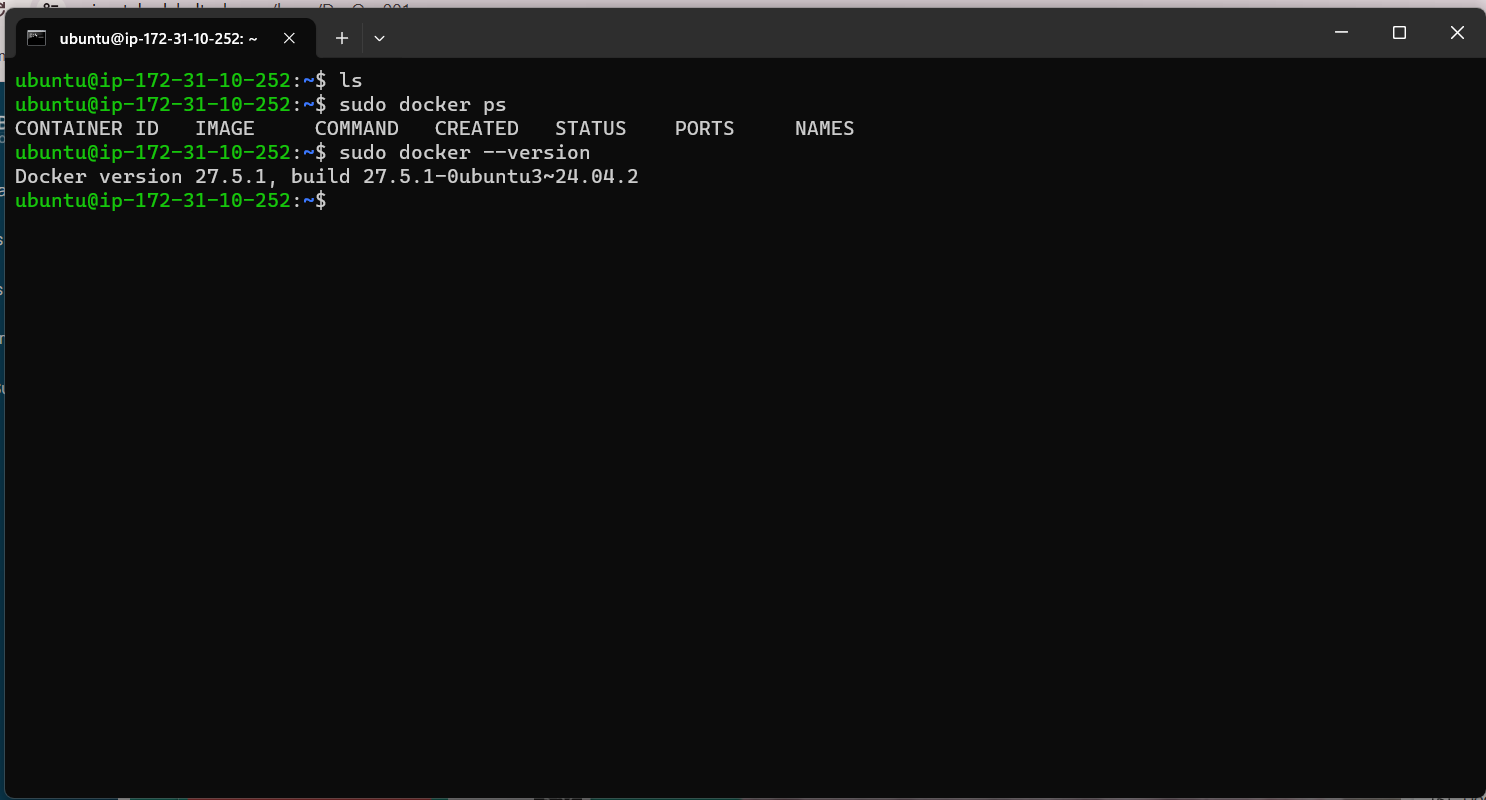 ubuntu@ip-172-31-10-252: ~
ubuntu@ip-172-31-10-252:~$ ls
ubuntu@ip-172-31-10-252:~$ sudo docker ps
CONTAINER ID   IMAGE     COMMAND   CREATED   STATUS    PORTS     NAMES
ubuntu@ip-172-31-10-252:~$ sudo docker --version
Docker version 27.5.1, build 27.5.1-0ubuntu3~24.04.2
ubuntu@ip-172-31-10-252:~$